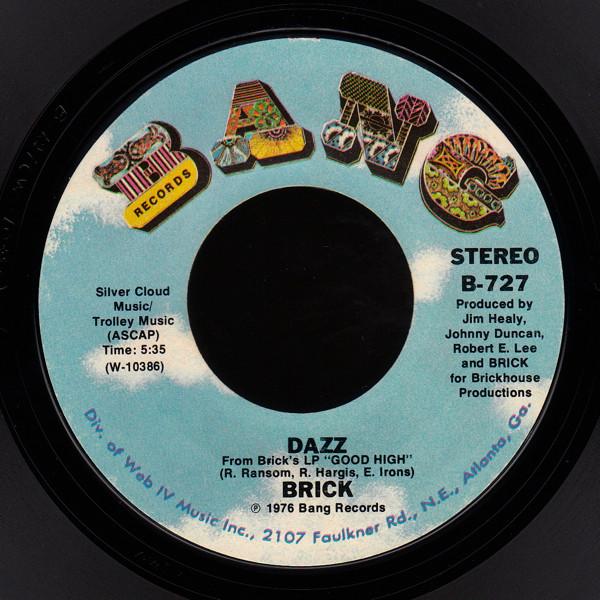 BANG
RECORDS
STEREO
B-727
Produced by
Jim Healy,
Johnny Duncan,
Robert E. Lee
and BRICK
for Brickhouse
Productions
Silver Cloud
Music/
Trolley Music
(ASCAP)
Time: 5:35
(W-10386)
DAZZ
From Brick's LP "GOOD HIGH"
(R. Ransom, R. Hargis, E. Irons)
BRICK
℗ 1976 Bang Records
Div. of Web IV Music Inc., 2107 Faulkner Rd., N.E., Atlanta, Ga.